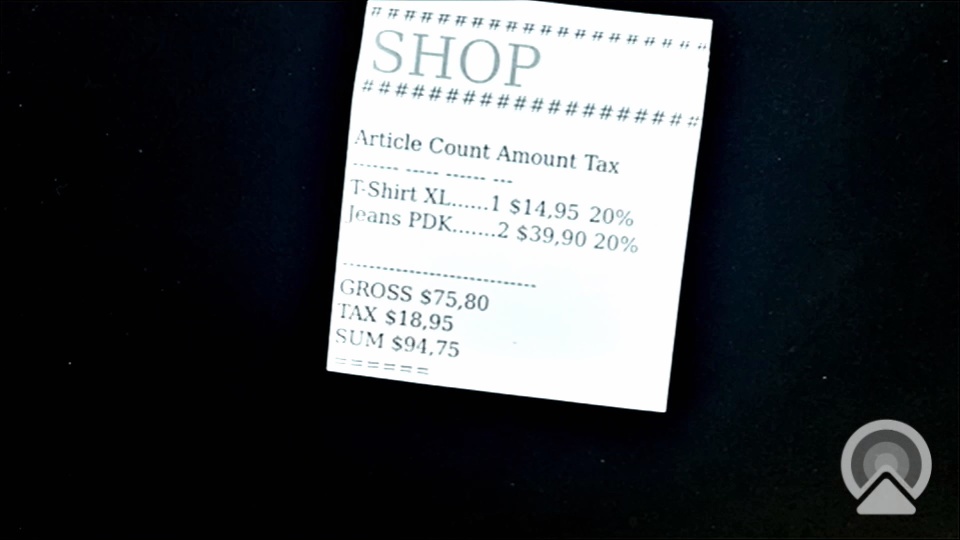 ####################
SHOP
####################
Article Count Amount Tax
------- ----- ------ ---
T-Shirt XL......1 $14,95 20%
Jeans PDK.......2 $39,90 20%
----------------------------
GROSS $75,80
TAX $18,95
SUM $94,75
======